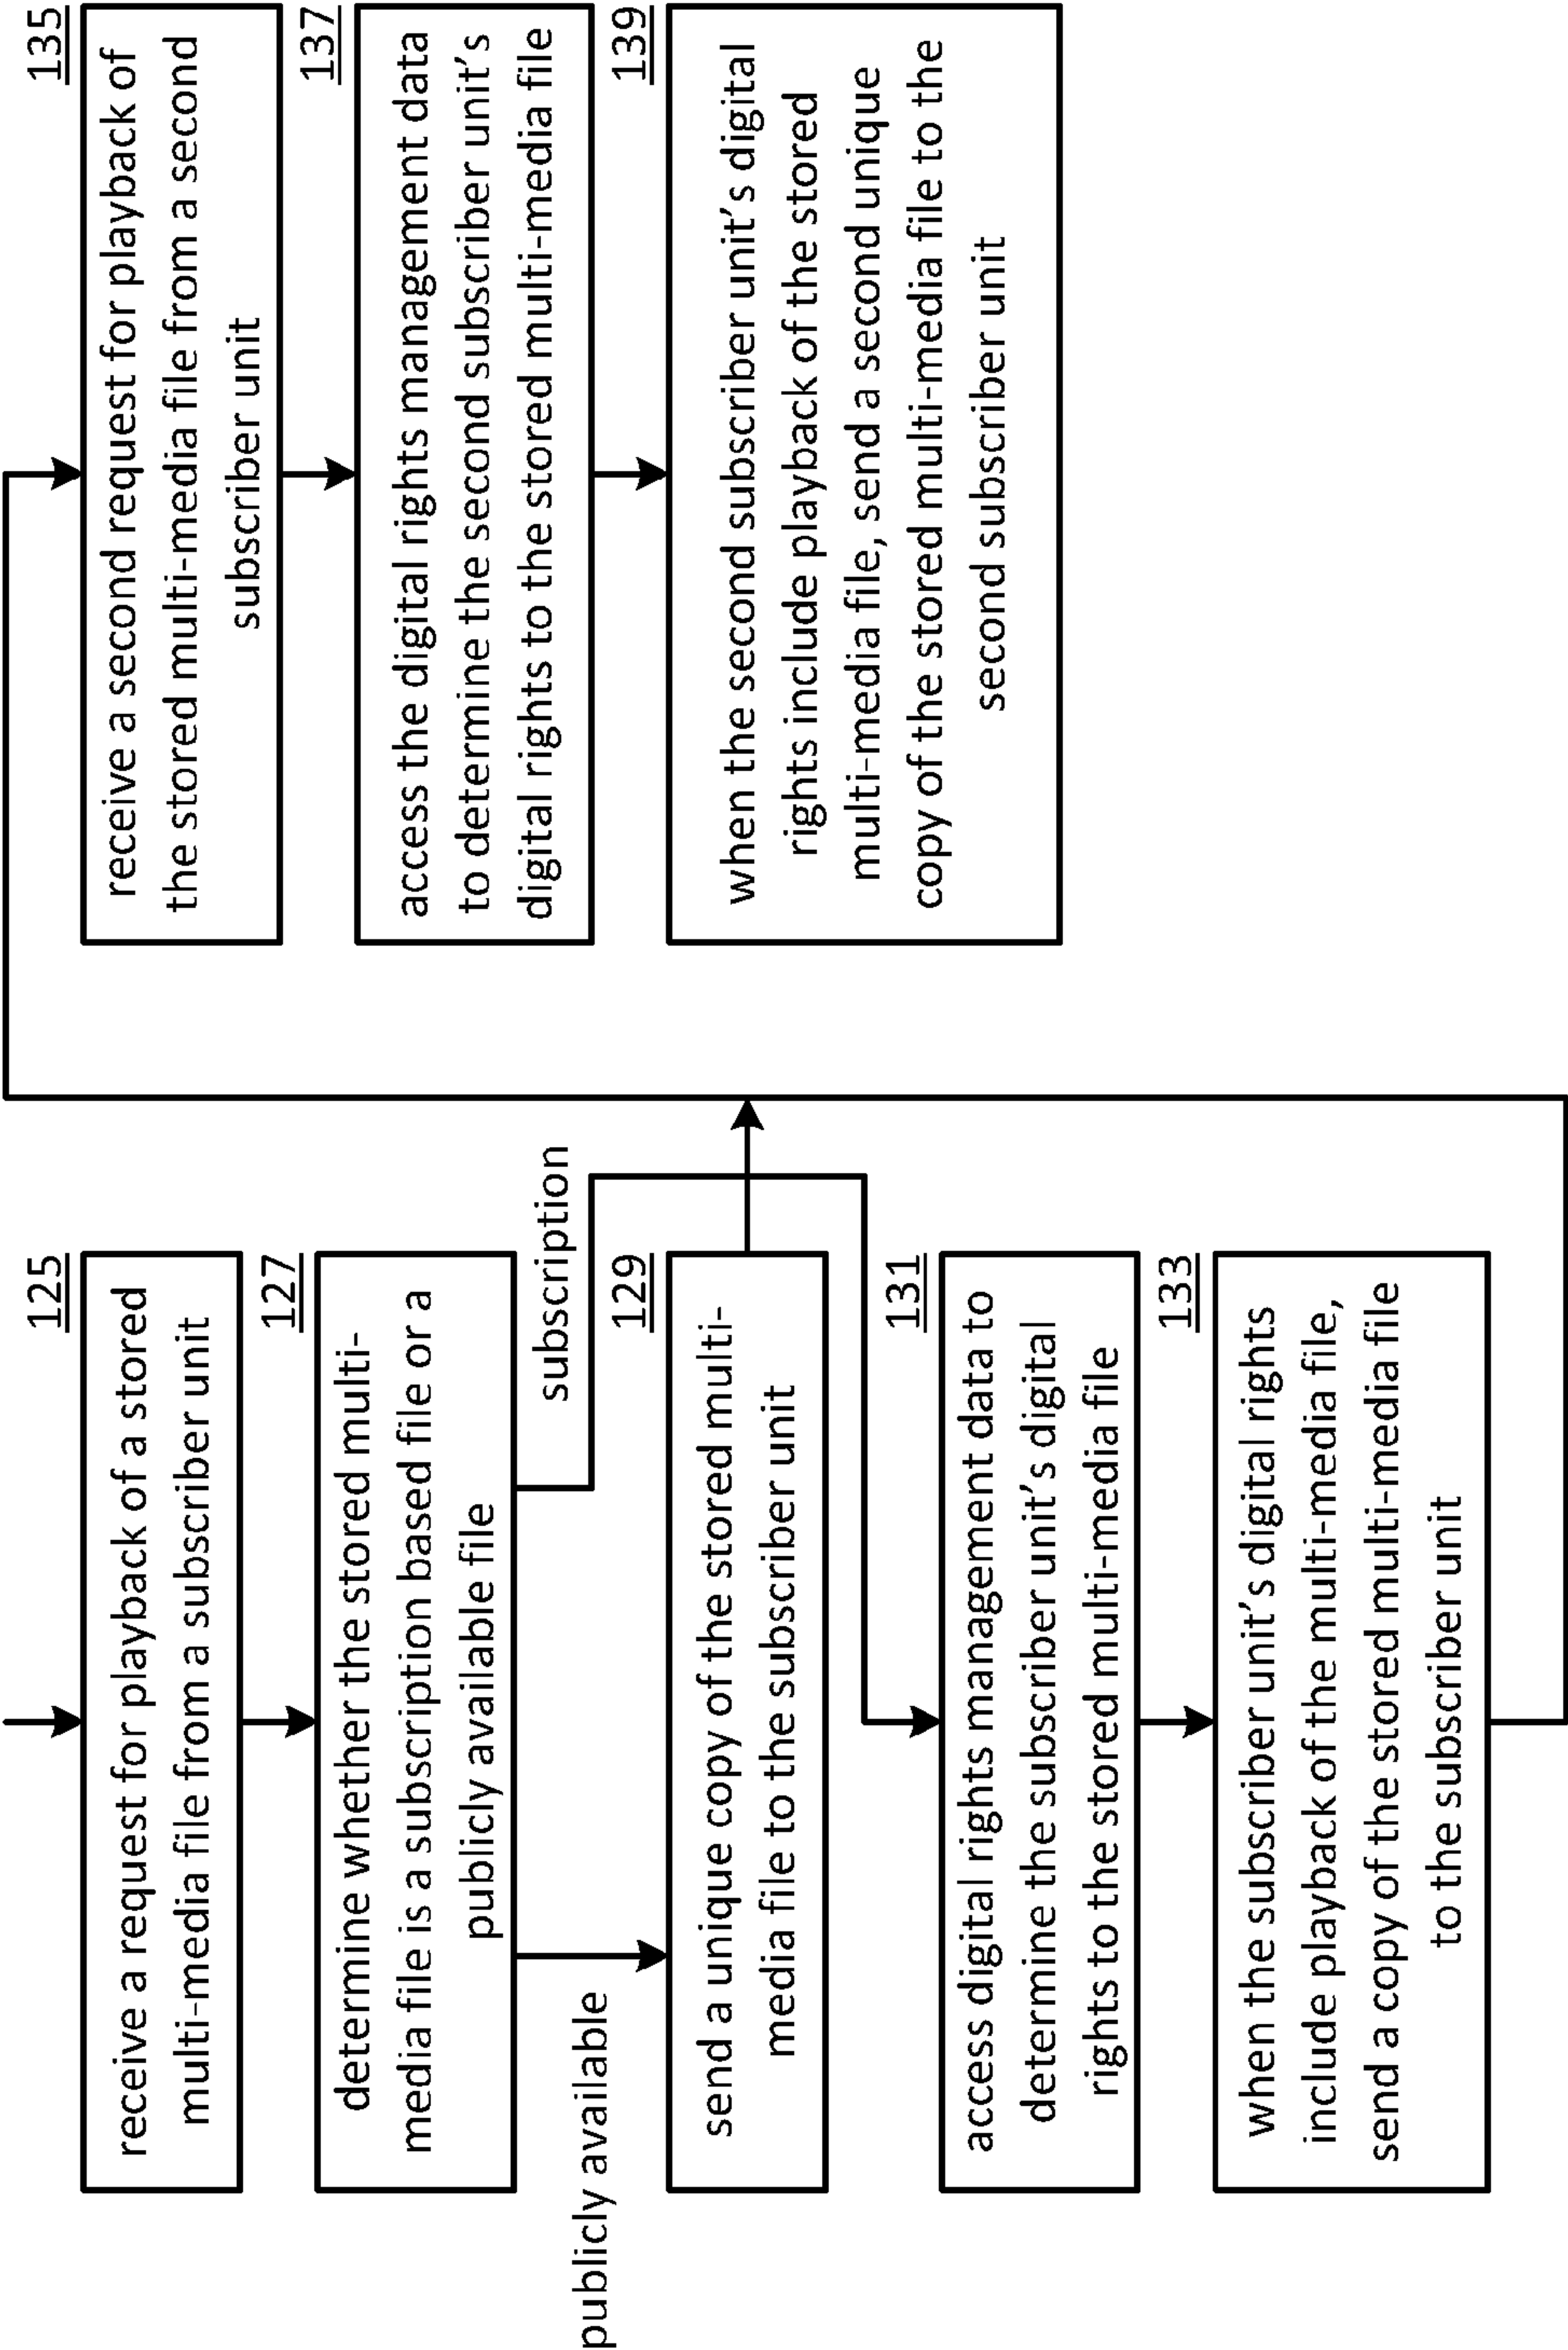 125
receive a request for playback of a stored
multi-media file from a subscriber unit
127
determine whether the stored multi-
media file is a subscription based file or a
publicly available file
publicly available
subscription
129
send a unique copy of the stored multi-
media file to the subscriber unit
131
access digital rights management data to
determine the subscriber unit's digital
rights to the stored multi-media file
133
when the subscriber unit's digital rights
include playback of the multi-media file,
send a copy of the stored multi-media file
to the subscriber unit
135
receive a second request for playback of
the stored multi-media file from a second
subscriber unit
137
access the digital rights management data
to determine the second subscriber unit's
digital rights to the stored multi-media file
139
when the second subscriber unit's digital
rights include playback of the stored
multi-media file, send a second unique
copy of the stored multi-media file to the
second subscriber unit